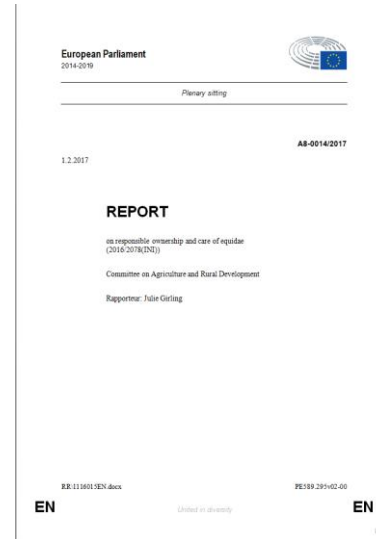 European Parliament
2014-2019
Plenary sitting
A8-0014/2017
1.2.2017
REPORT
on responsible ownership and care of equidae
(2016/2078(INI))
Committee on Agriculture and Rural Development
Rapporteur: Julie Girling
RR\1116015EN.docx
PE589.295v02-00
EN
United in diversity
EN